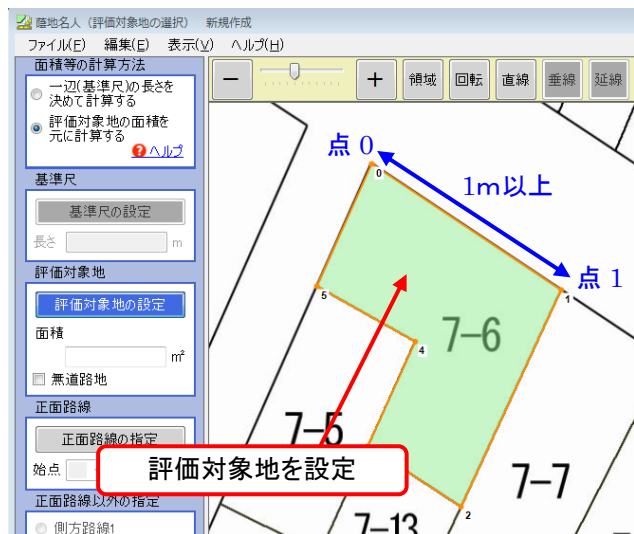 蔭地名人（評価対象地の選択） 新規作成
ファイル(F) 編集(E) 表示(V) ヘルプ(H)
面積等の計算方法
一辺(基準尺)の長さを
決めて計算する
評価対象地の面積を
元に計算する
ヘルプ
基準尺
基準尺の設定
長さ m
評価対象地
評価対象地の設定
面積
㎡
無道路地
正面路線
正面路線の指定
始点
正面路線以外の指定
側方路線1
− + 領域 回転 直線 垂線 延線
点 0
0
1m以上
点 1
1
5
4
7-6
7-5
評価対象地を設定
7-7
2
7-13